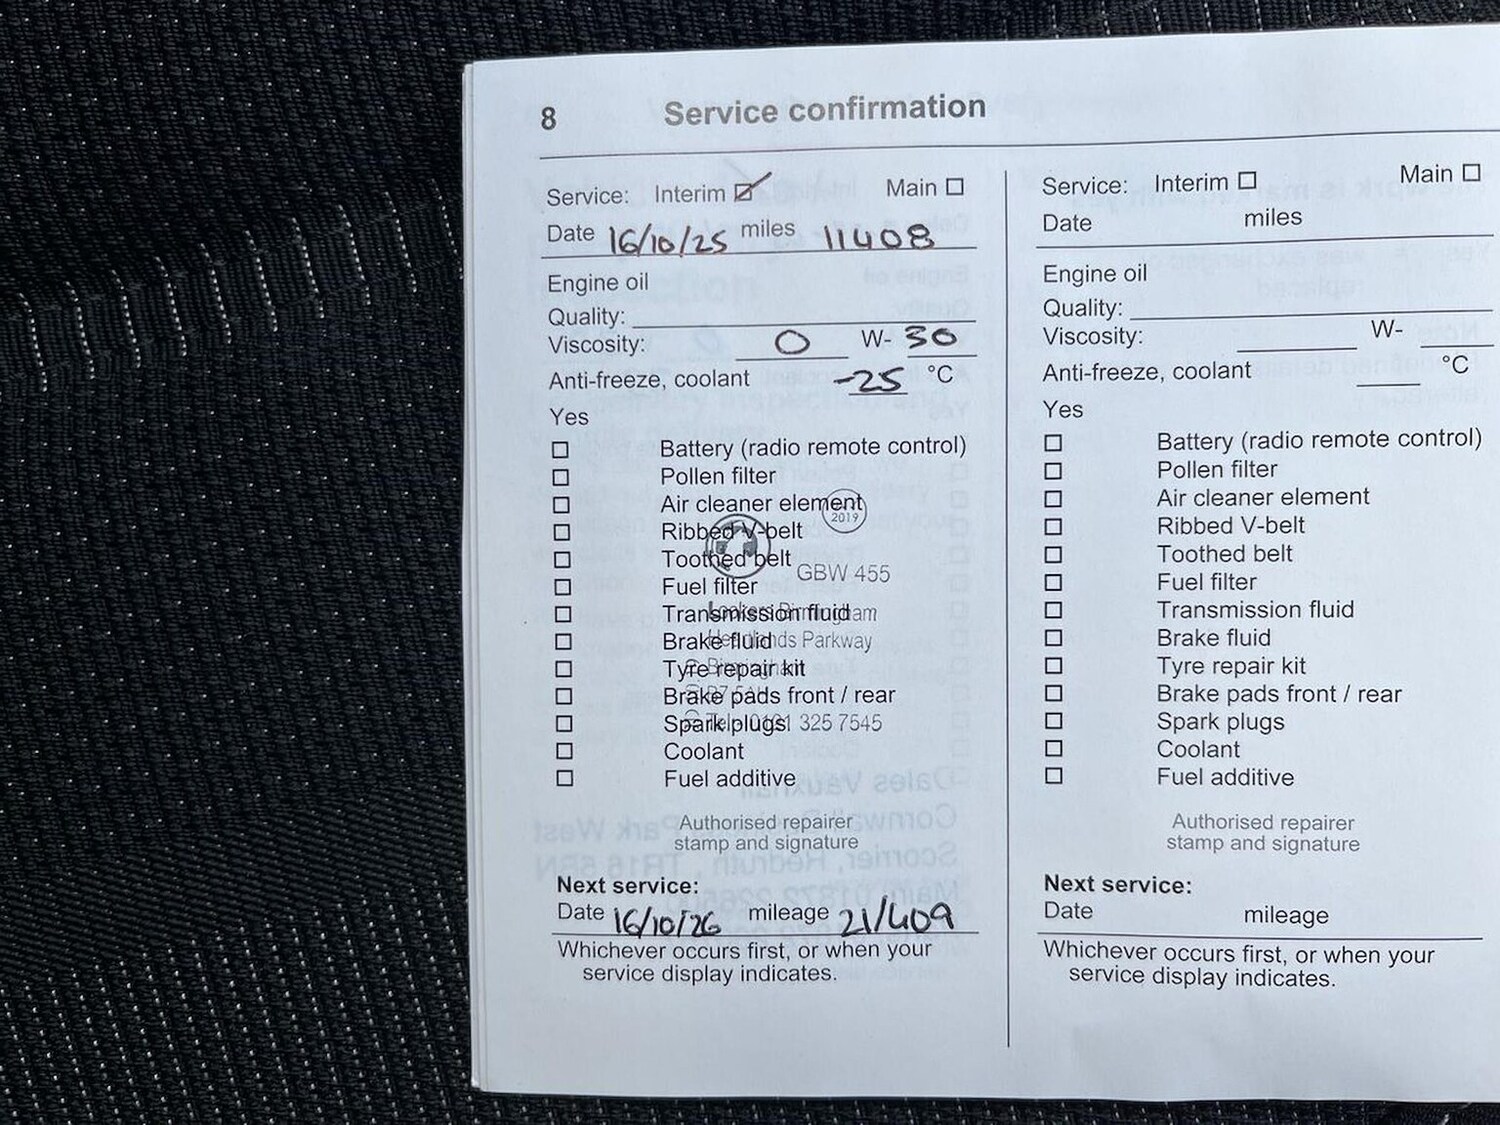 8 Service confirmation
Service: Interim Main
Date 16/10/25 miles 11408
Engine oil
Quality:
Viscosity: 0 W- 30
Anti-freeze, coolant -25 °C
Yes
Battery (radio remote control)
Pollen filter
Air cleaner element
2019
Ribbed V-belt
Toothed belt
GBW 455
Fuel filter
Transmission fluid
Birmingham
Brake fluid
Parkway
Tyre repair kit
Birmingham
Brake pads front / rear
Spark plugs
325 7545
Coolant
Fuel additive
Authorised repairer
stamp and signature
Next service:
Date 16/10/26 mileage 21/409
Whichever occurs first, or when your
service display indicates.
Service: Interim Main
Date miles
Engine oil
Quality:
Viscosity: W-
Anti-freeze, coolant °C
Yes
Battery (radio remote control)
Pollen filter
Air cleaner element
Ribbed V-belt
Toothed belt
Fuel filter
Transmission fluid
Brake fluid
Tyre repair kit
Brake pads front / rear
Spark plugs
Coolant
Fuel additive
Authorised repairer
stamp and signature
Next service:
Date mileage
Whichever occurs first, or when your
service display indicates.